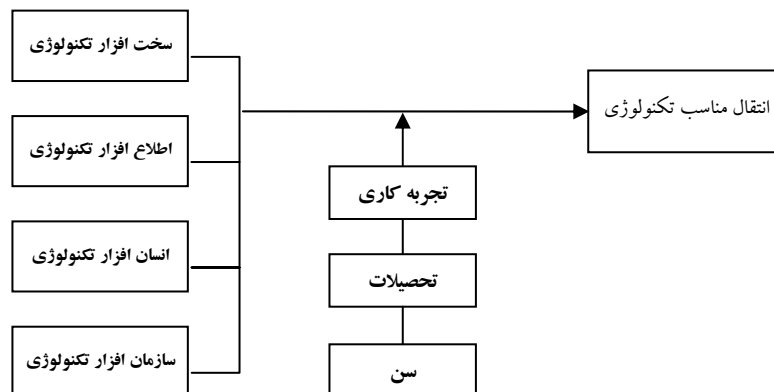 سخت افزار تکنولوژی
اطلاع افزار تکنولوژی
انسان افزار تکنولوژی
سازمان افزار تکنولوژی
تجربه کاری
تحصیلات
سن
انتقال مناسب تکنولوژی